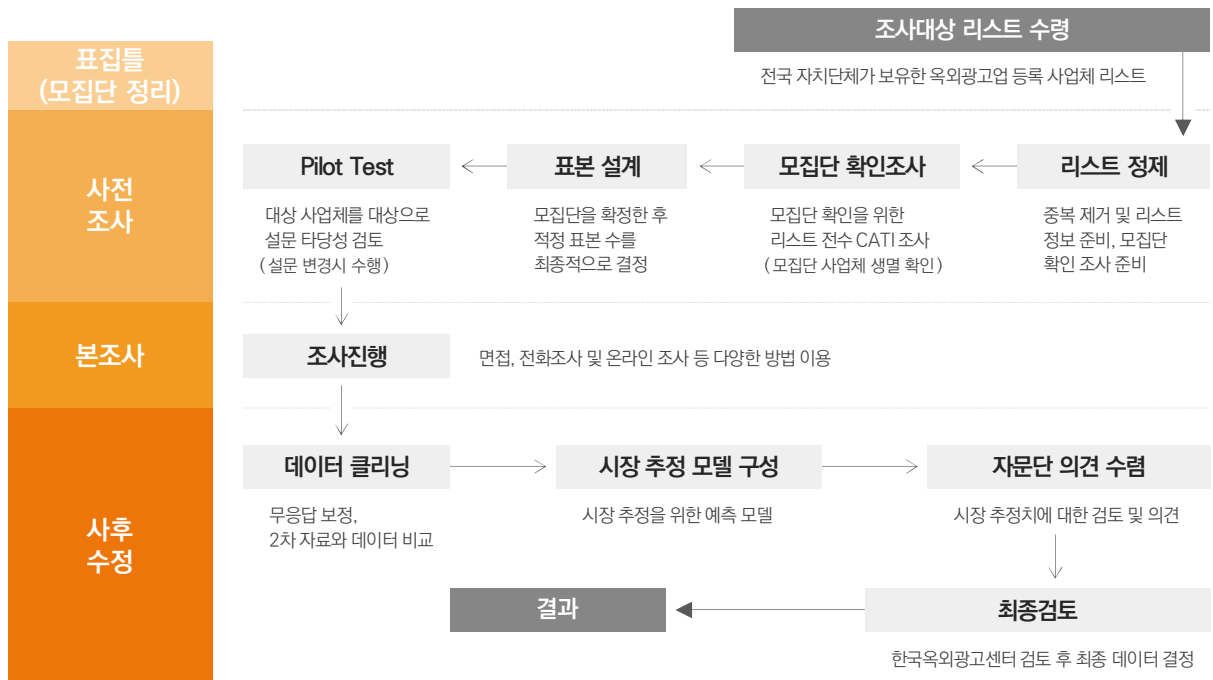 조사대상 리스트 수령
표집틀
(모집단 정리)
전국 자치단체가 보유한 옥외광고업 등록 사업체 리스트
사전
조사
Pilot Test
대상 사업체를 대상으로
설문 타당성 검토
(설문 변경시 수행)
표본 설계
모집단을 확정한 후
적정 표본 수를
최종적으로 결정
모집단 확인조사
모집단 확인을 위한
리스트 전수 CATI 조사
(모집단 사업체 생멸 확인)
리스트 정제
중복 제거 및 리스트
정보 준비, 모집단
확인 조사 준비
본조사
조사진행
면접, 전화조사 및 온라인 조사 등 다양한 방법 이용
사후
수정
데이터 클리닝
무응답 보정,
2차 자료와 데이터 비교
시장 추정 모델 구성
시장 추정을 위한 예측 모델
자문단 의견 수렴
시장 추정치에 대한 검토 및 의견
결과
최종검토
한국옥외광고센터 검토 후 최종 데이터 결정